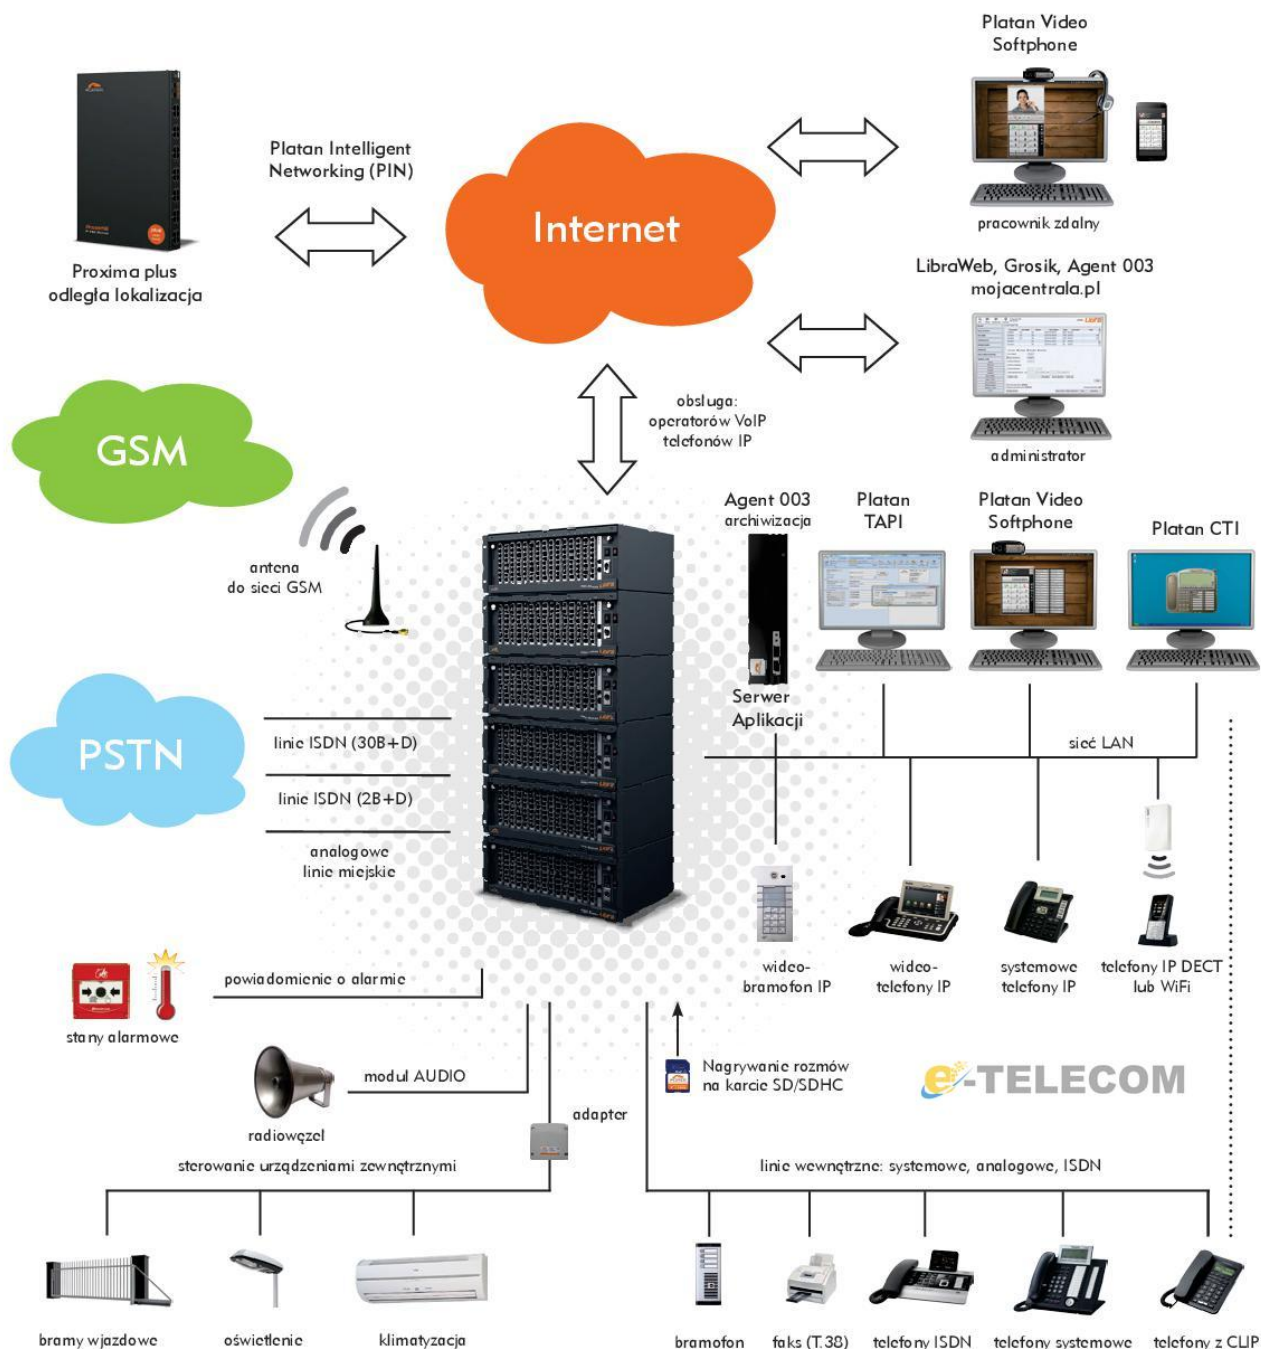 Platan Video
Softphone
Platan Intelligent
Networking (PIN)
Internet
pracownik zdalny
Proxima plus
odległa lokalizacja
LibraWeb, Grosik, Agent 003
mojacentrala.pl
GSM
obsługa:
operatorów VoIP
telefonów IP
administrator
antena
do sieci GSM
Agent 003
archiwizacja
Platan
TAPI
Platan Video
Softphone
Platan CTI
Serwer
Aplikacji
PSTN
linie ISDN (30B+D)
sieć LAN
linie ISDN (2B+D)
analogowe
linie miejskie
wideo-
bramofon IP
wideo-
telefony IP
systemowe
telefony IP
telefony IP DECT
lub WiFi
powiadomienie o alarmie
stany alarmowe
moduł AUDIO
Nagrywanie rozmów
na karcie SD/SDHC
e-TELECOM
adapter
radiowęzeł
sterowanie urządzeniami zewnętrznymi
linie wewnętrzne: systemowe, analogowe, ISDN
bramy wjazdowe
oświetlenie
klimatyzacja
bramofon
faks (T.38)
telefony ISDN
telefony systemowe
telefony z CLIP